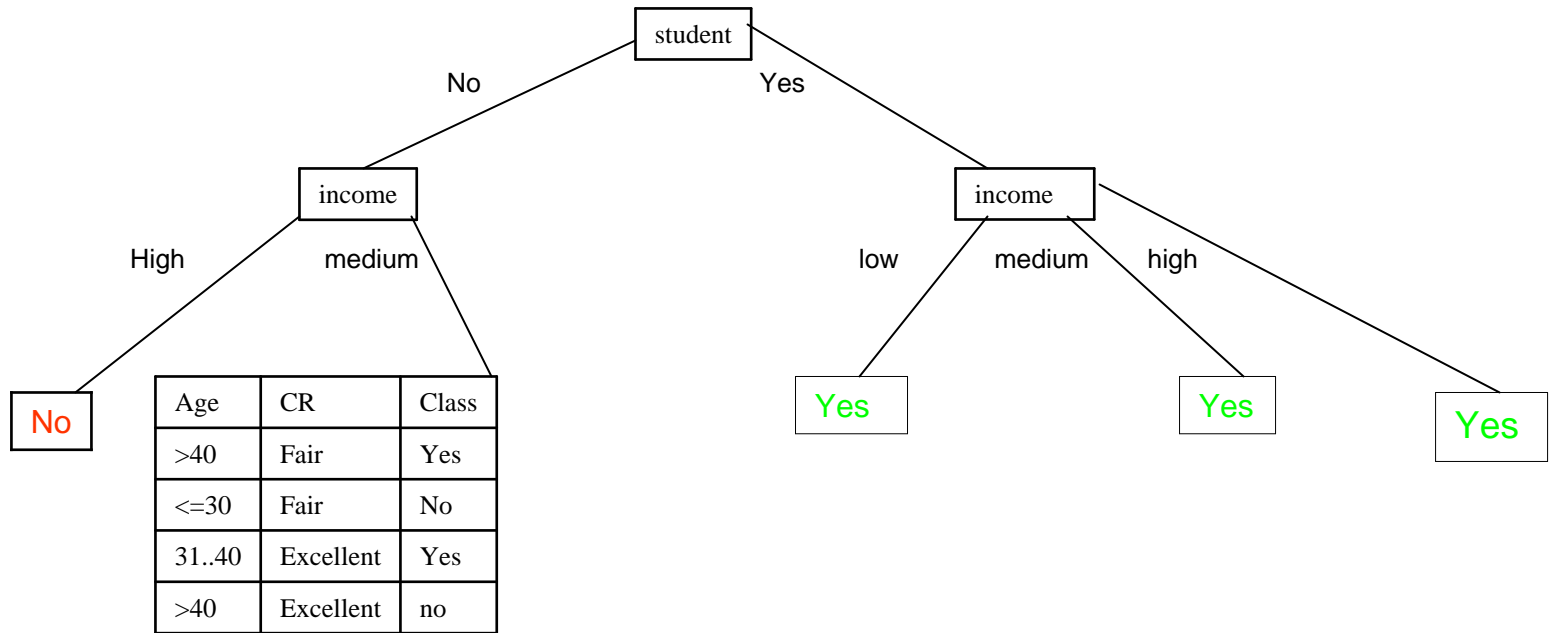 student
No Yes
income income
High medium low medium high
No
Age CR Class
>40 Fair Yes
<=30 Fair No
31..40 Excellent Yes
>40 Excellent no
Yes Yes Yes